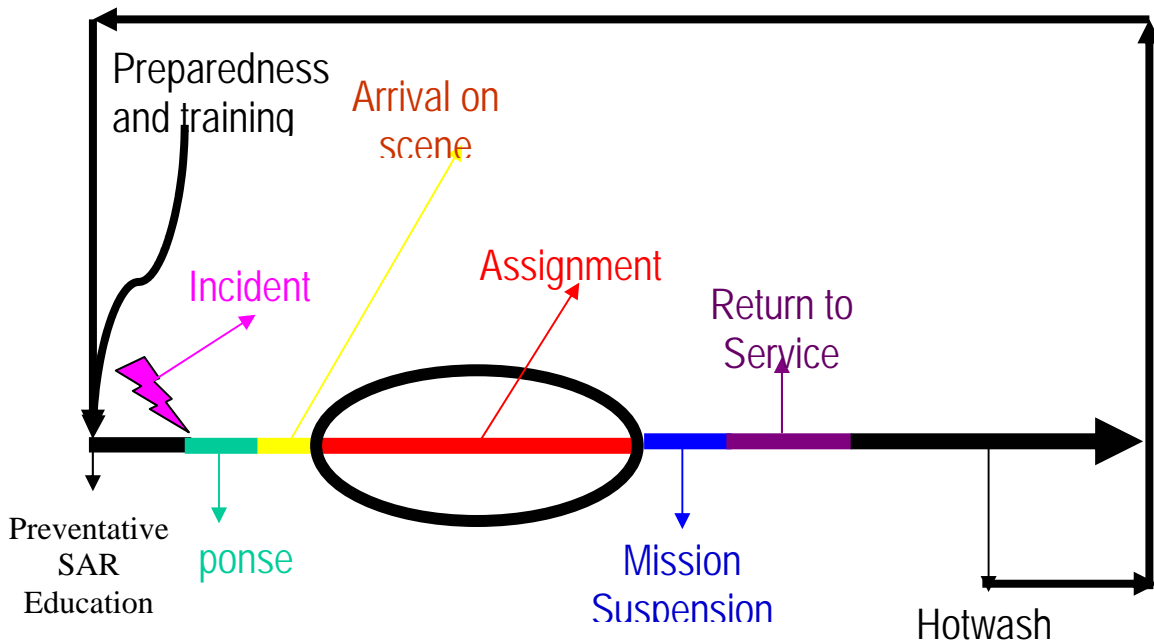 Preparedness
and training
Arrival on
scene
Incident
Assignment
Return to
Service
Preventative
SAR
Education
ponse
Mission
Suspension
Hotwash